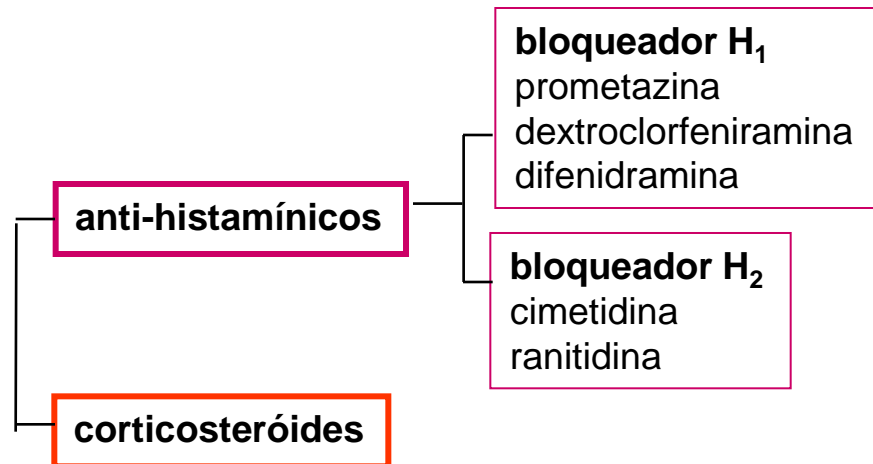 bloqueador H₁
prometazina
dextroclorfeniramina
difenidramina
anti-histamínicos
bloqueador H₂
cimetidina
ranitidina
corticosteróides